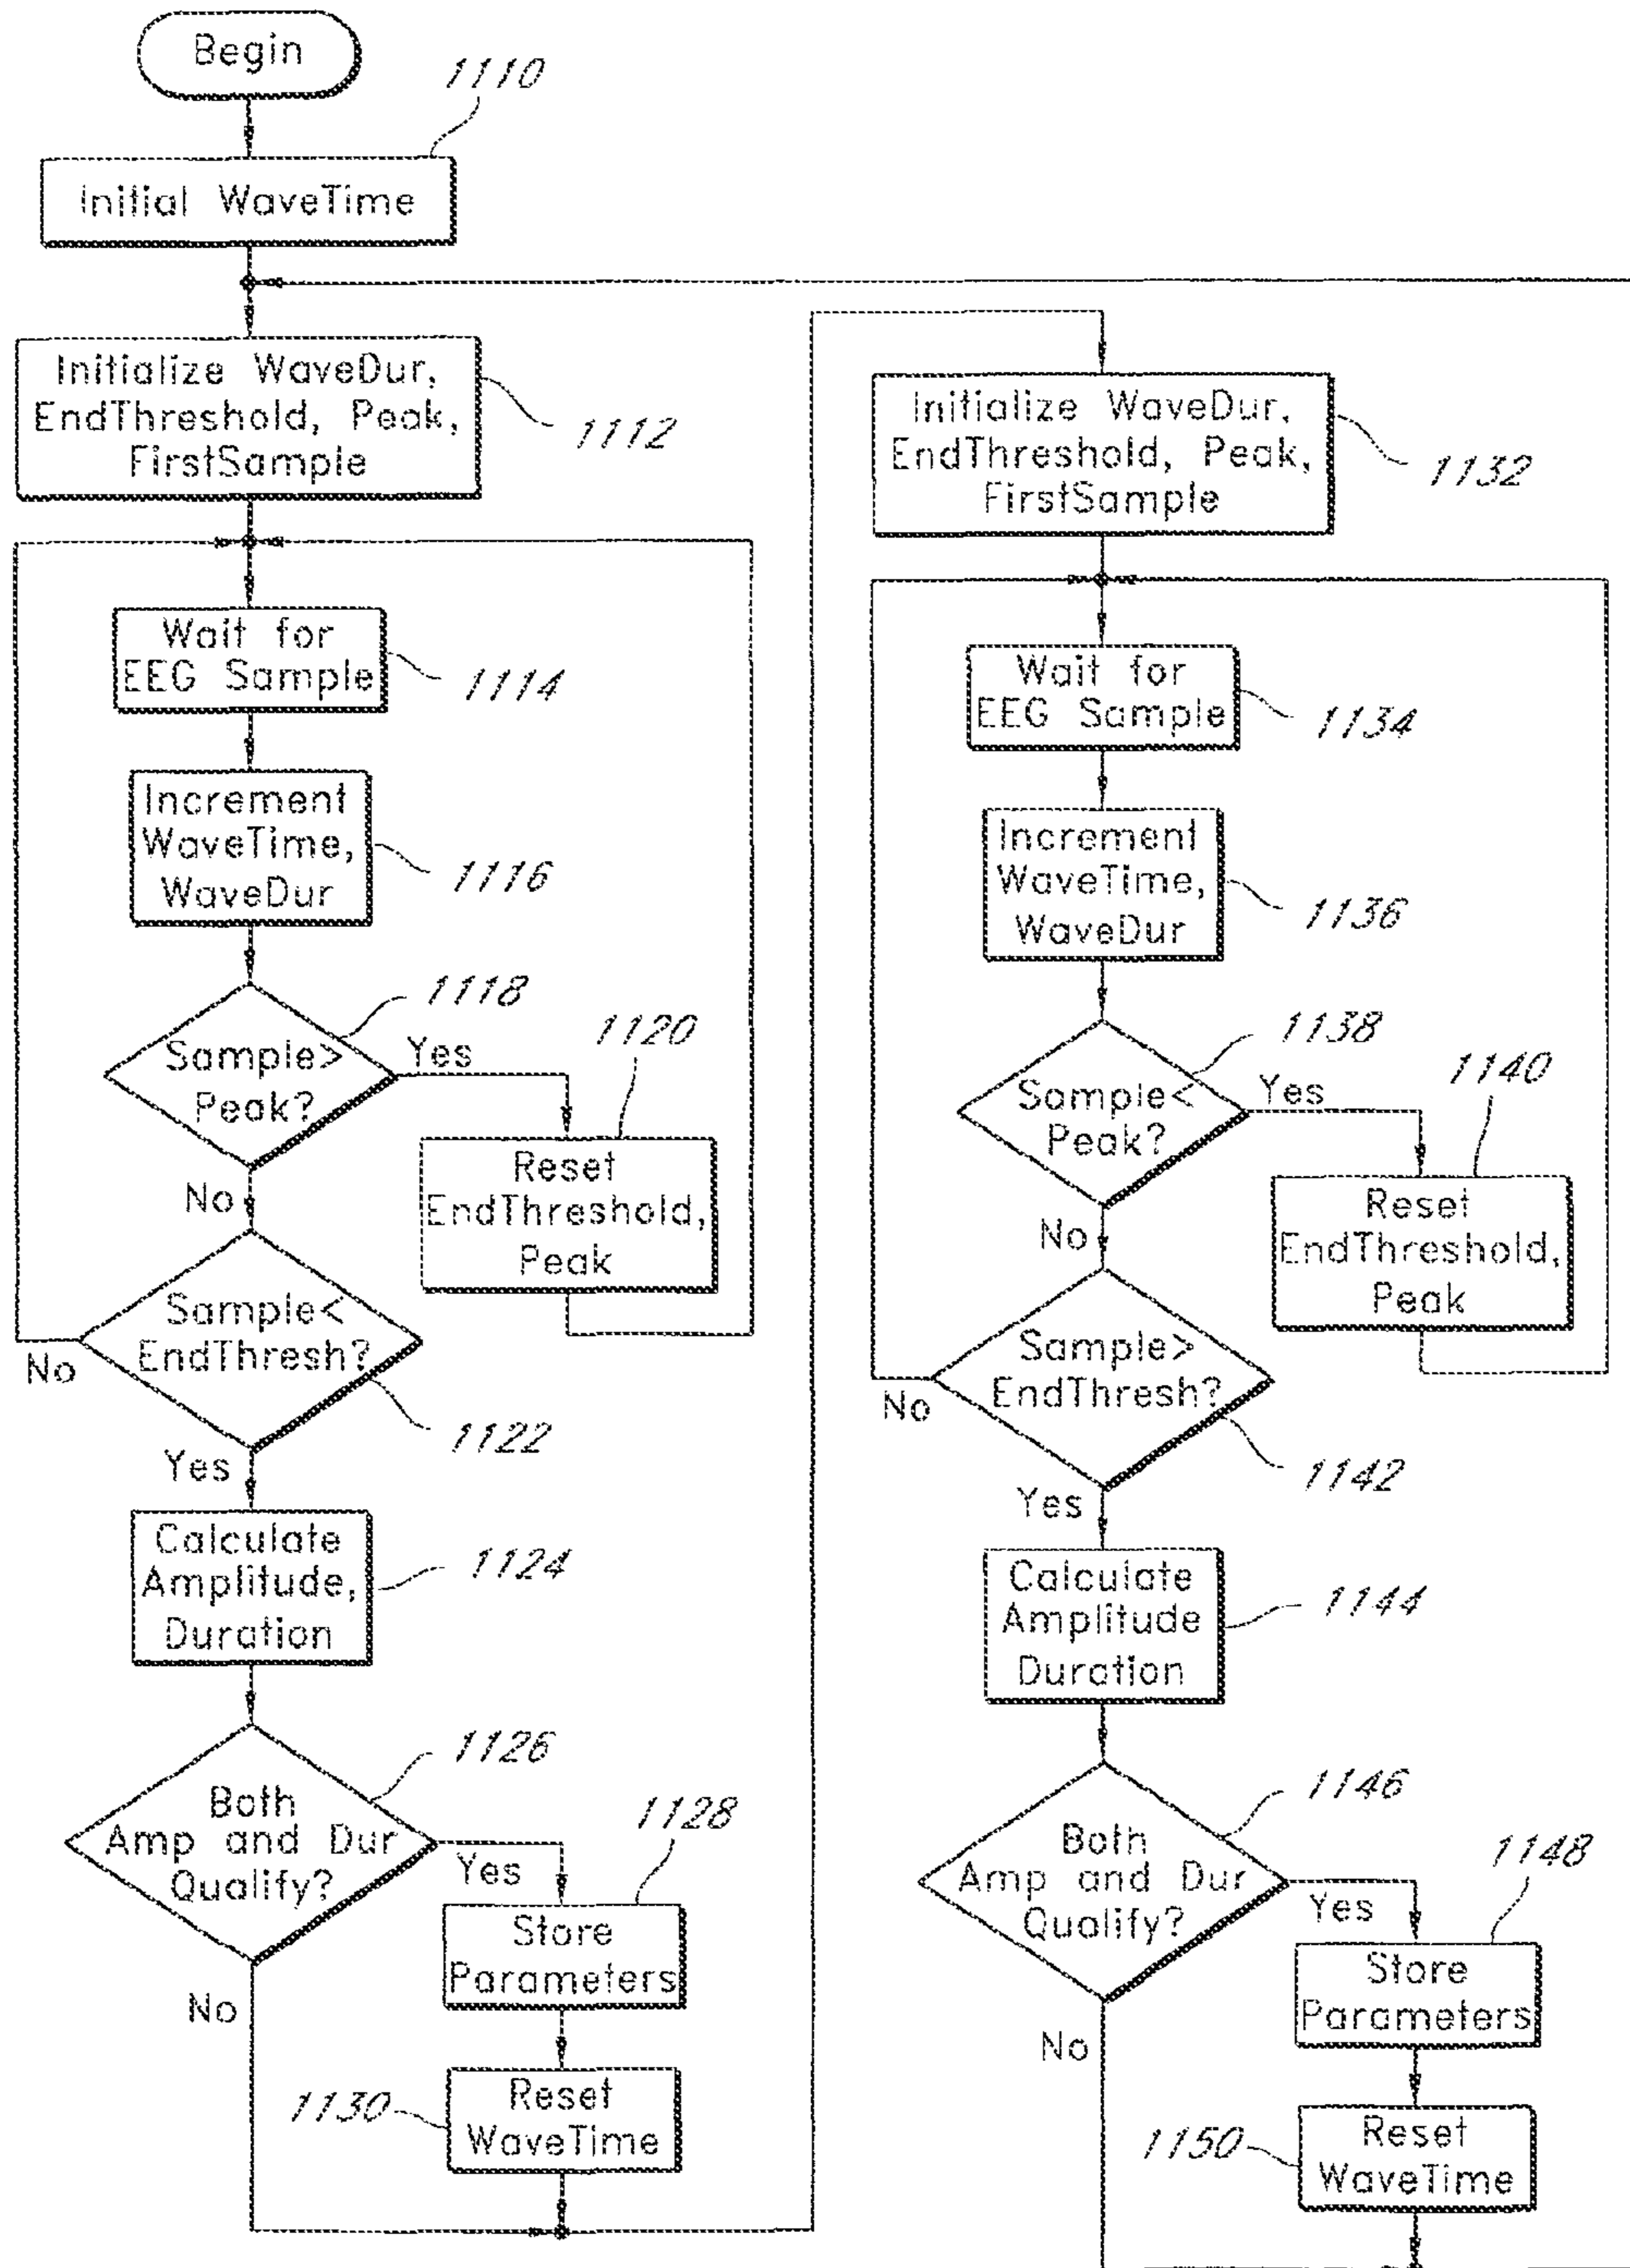 Begin
1110
Initial WaveTime
Initialize WaveDur,
EndThreshold, Peak,
FirstSample
1112
Wait for
EEG Sample
1114
Increment
WaveTime,
WaveDur
1116
1118
Sample>
Peak?
Yes
No
1120
Reset
EndThreshold,
Peak
Sample<
EndThresh?
No
1122
Yes
Calculate
Amplitude,
Duration
1124
1126
Both
Amp and Dur
Qualify?
Yes
No
1128
Store
Parameters
1130
Reset
WaveTime
Initialize WaveDur,
EndThreshold, Peak,
FirstSample
1132
Wait for
EEG Sample
1134
Increment
WaveTime,
WaveDur
1136
1138
Sample<
Peak?
Yes
No
1140
Reset
EndThreshold,
Peak
Sample>
EndThresh?
No
1142
Yes
Calculate
Amplitude
Duration
1144
1146
Both
Amp and Dur
Qualify?
Yes
No
1148
Store
Parameters
1150
Reset
WaveTime